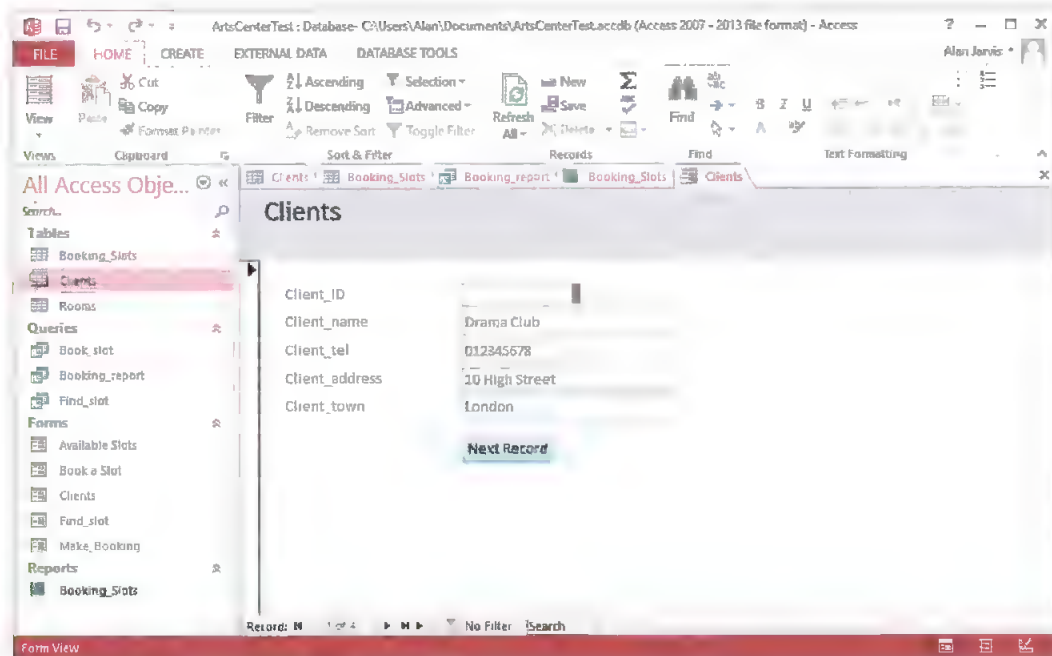 ArtsCenterTest : Database- C:\Users\Alan\Documents\ArtsCenterTest.accdb (Access 2007 - 2013 file format) - Access
FILE HOME CREATE EXTERNAL DATA DATABASE TOOLS Alan Jarvis
View
Paste
Cut
Copy
Format Painter
Filter
Ascending
Descending
Remove Sort
Selection
Advanced
Toggle Filter
Refresh All
New
Save
Delete
Find
B I U
A
Views Clipboard Sort & Filter Records Find Text Formatting
All Access Obje...
Search..
Tables
Booking_Slots
Clients
Rooms
Queries
Book_slot
Booking_report
Find_slot
Forms
Available Slots
Book a Slot
Clients
Find_slot
Make_Booking
Reports
Booking_Slots
Clients Booking_Slots Booking_report Booking_Slots Clients
Clients
Client_ID
Client_name Drama Club
Client_tel 012345678
Client_address 10 High Street
Client_town London
Next Record
Record: 1 of 4 No Filter Search
Form View